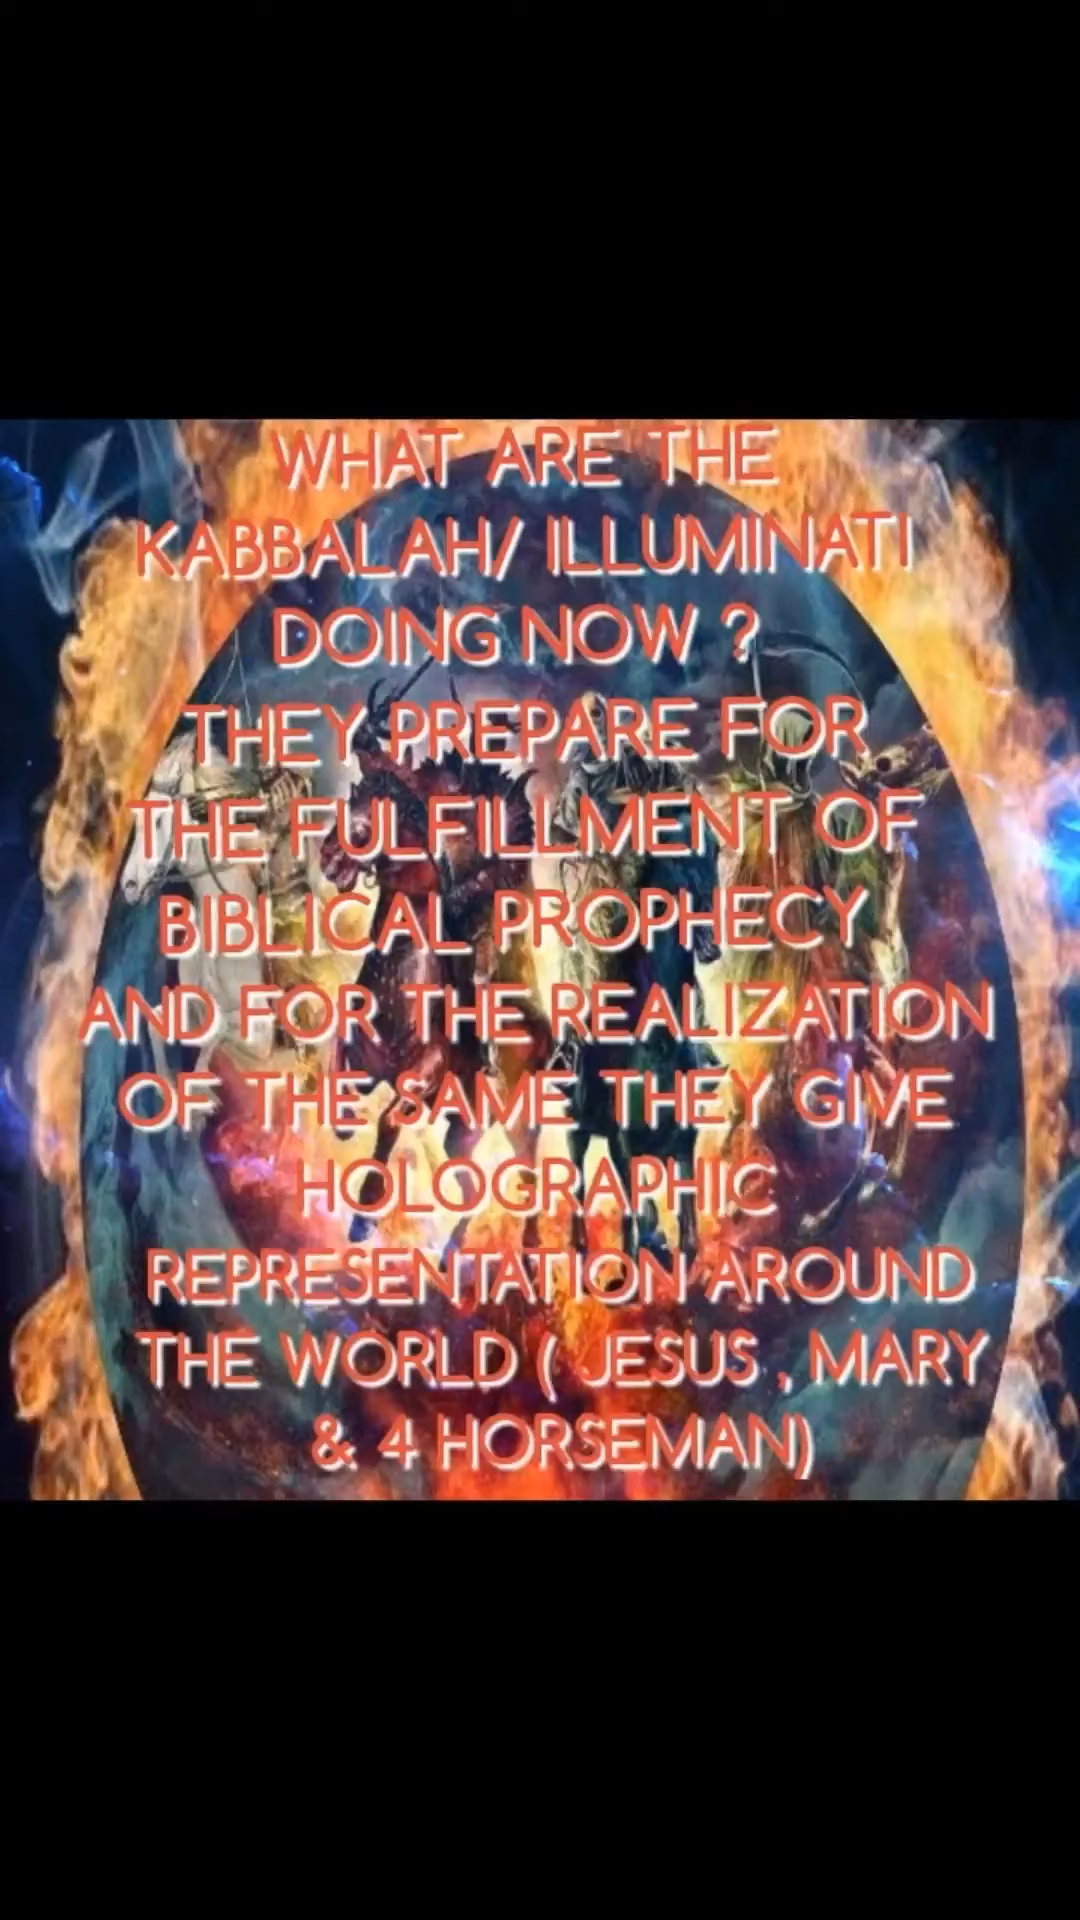 WHAT ARE THE
KABBALAH/ ILLUMINATI
DOING NOW ?
THEY PREPARE FOR
THE FULFILLMENT OF
BIBLICAL PROPHECY
AND FOR THE REALIZATION
OF THE SAME THEY GIVE
HOLOGRAPHIC
REPRESENTATION AROUND
THE WORLD ( JESUS , MARY
& 4 HORSEMAN)